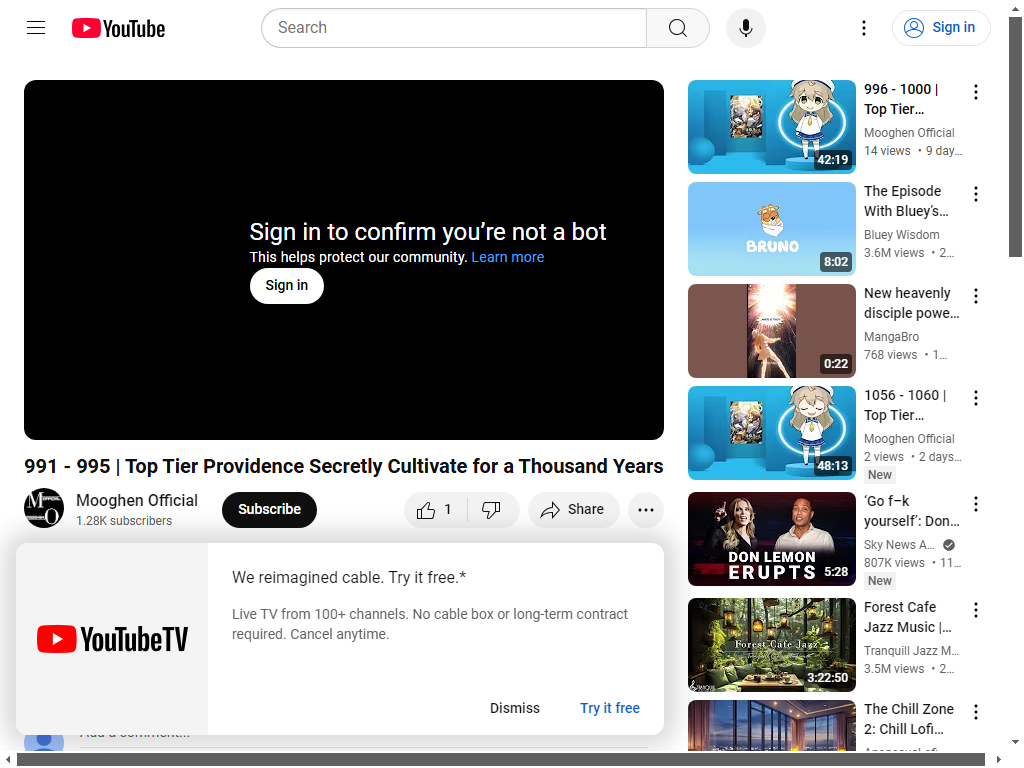 YouTube
Search
Sign in
Sign in to confirm you're not a bot
This helps protect our community. Learn more
Sign in
991 - 995 | Top Tier Providence Secretly Cultivate for a Thousand Years
Mooghen Official
1.28K subscribers
Subscribe
1
Share
We reimagined cable. Try it free.*
Live TV from 100+ channels. No cable box or long-term contract
required. Cancel anytime.
YouTubeTV
Dismiss
Try it free
Add a comment...
996 - 1000 |
Top Tier...
Mooghen Official
14 views • 9 day...
42:19
The Episode
With Bluey's...
Bluey Wisdom
3.6M views • 2...
BRUNO
8:02
New heavenly
disciple powe...
MangaBro
768 views • 1...
0:22
1056 - 1060 |
Top Tier...
Mooghen Official
2 views • 2 days...
New
48:13
'Go f–k
yourself': Don...
Sky News A...
807K views • 11...
New
DON LEMON
ERUPTS
5:28
Forest Cafe
Jazz Music |...
Tranquill Jazz M...
3.5M views • 2...
Forest Cafe Jazz
3:22:50
The Chill Zone
2: Chill Lofi...